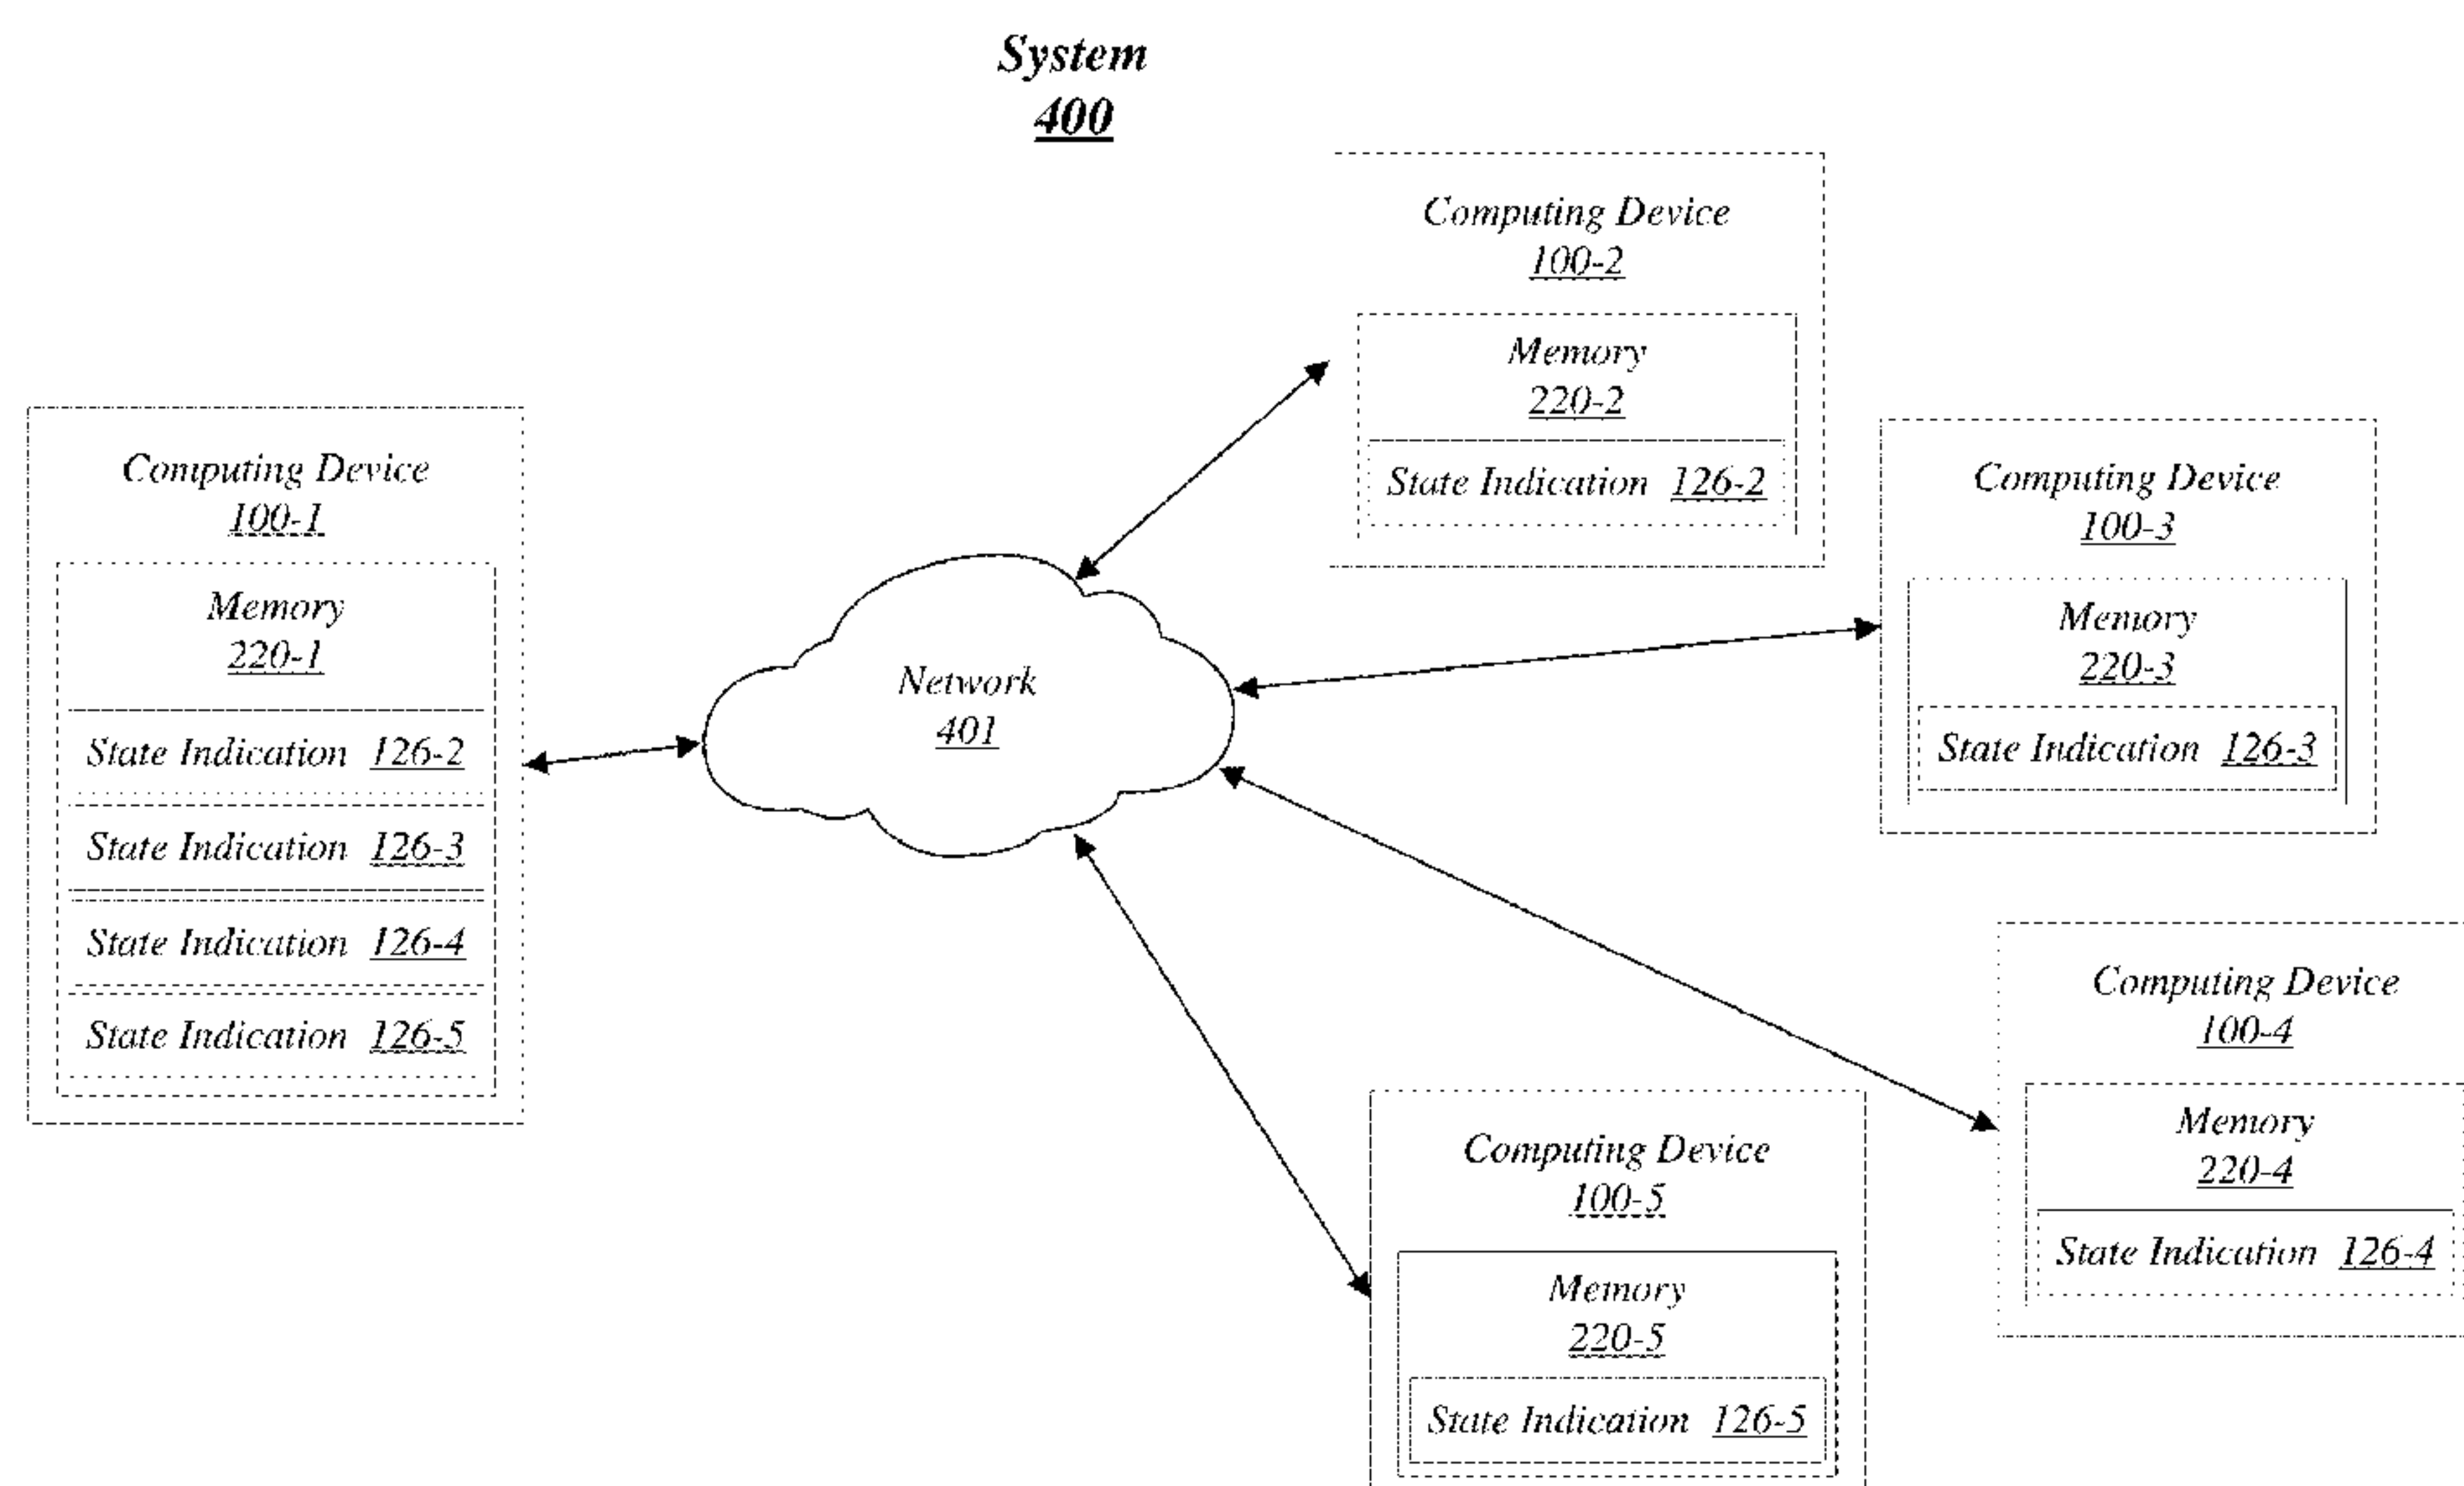 System
400
Computing Device
100-1
Memory
220-1
State Indication 126-2
State Indication 126-3
State Indication 126-4
State Indication 126-5
Network
401
Computing Device
100-2
Memory
220-2
State Indication 126-2
Computing Device
100-3
Memory
220-3
State Indication 126-3
Computing Device
100-4
Memory
220-4
State Indication 126-4
Computing Device
100-5
Memory
220-5
State Indication 126-5